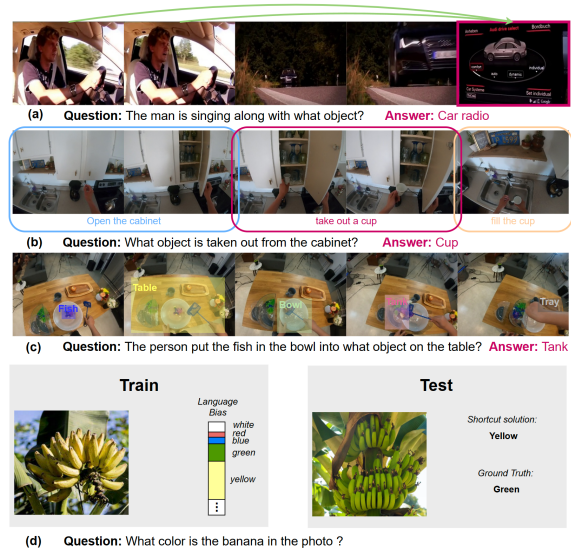 (a) Question: The man is singing along with what object? Answer: Car radio
Open the cabinet take out a cup fill the cup
(b) Question: What object is taken out from the cabinet? Answer: Cup
Table
Fish
Bowl
Tray
(c) Question: The person put the fish in the bowl into what object on the table? Answer: Tank
Train
Language
Bias
white
red
blue
green
yellow
Test
Shortcut solution:
Yellow
Ground Truth:
Green
(d) Question: What color is the banana in the photo ?